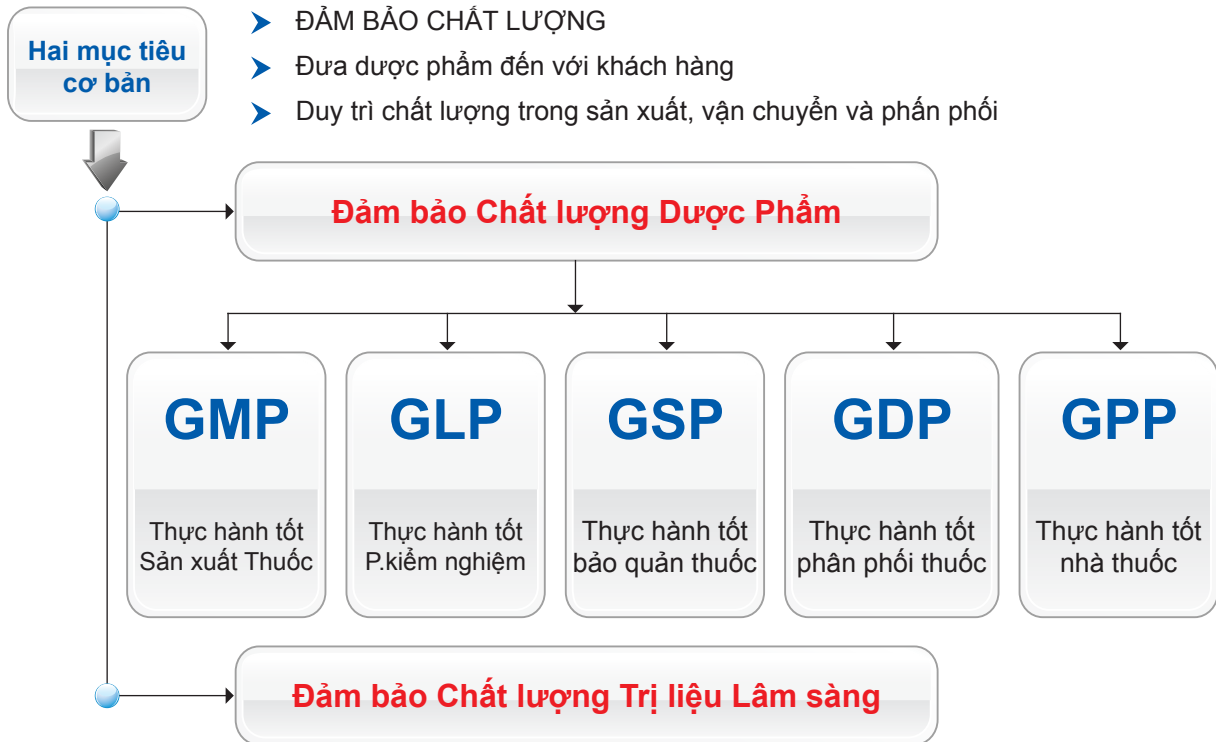 Hai mục tiêu
cơ bản
ĐẢM BẢO CHẤT LƯỢNG
Đưa dược phẩm đến với khách hàng
Duy trì chất lượng trong sản xuất, vận chuyển và phấn phối
Đảm bảo Chất lượng Dược Phẩm
GMP
Thực hành tốt
Sản xuất Thuốc
GLP
Thực hành tốt
P.kiểm nghiệm
GSP
Thực hành tốt
bảo quản thuốc
GDP
Thực hành tốt
phân phối thuốc
GPP
Thực hành tốt
nhà thuốc
Đảm bảo Chất lượng Trị liệu Lâm sàng